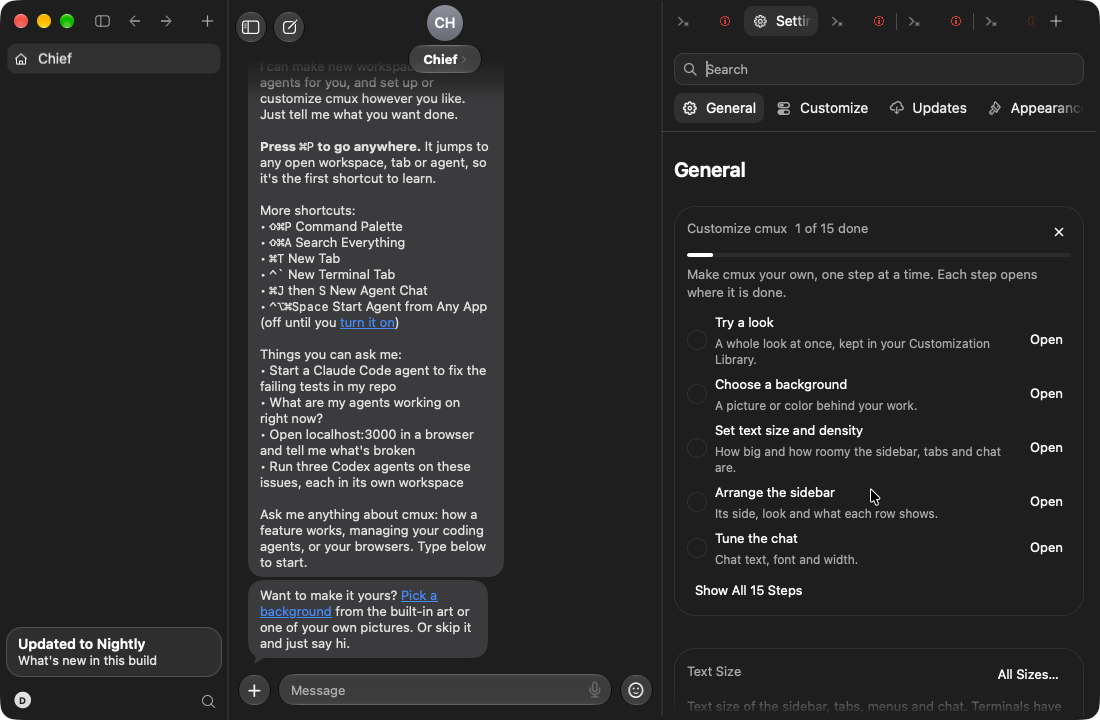 Chief
Updated to Nightly
What's new in this build
D
CH
Chief
I can make new
agents for you, and set up or
customize cmux however you like.
Just tell me what you want done.
Press ⌘P to go anywhere. It jumps to
any open workspace, tab or agent, so
it's the first shortcut to learn.
More shortcuts:
• ⇧⌘P Command Palette
• ⇧⌘A Search Everything
• ⌘T New Tab
• ^` New Terminal Tab
• ⌘J then S New Agent Chat
• ^⌥⌘Space Start Agent from Any App
(off until you turn it on)
Things you can ask me:
• Start a Claude Code agent to fix the
failing tests in my repo
• What are my agents working on
right now?
• Open localhost:3000 in a browser
and tell me what's broken
• Run three Codex agents on these
issues, each in its own workspace
Ask me anything about cmux: how a
feature works, managing your coding
agents, or your browsers. Type below
to start.
Want to make it yours? Pick a
background from the built-in art or
one of your own pictures. Or skip it
and just say hi.
Message
Settin
Search
General
Customize
Updates
Appearanc
General
Customize cmux 1 of 15 done
Make cmux your own, one step at a time. Each step opens
where it is done.
Try a look
A whole look at once, kept in your Customization
Library.
Open
Choose a background
A picture or color behind your work.
Open
Set text size and density
How big and how roomy the sidebar, tabs and chat
are.
Open
Arrange the sidebar
Its side, look and what each row shows.
Open
Tune the chat
Chat text, font and width.
Open
Show All 15 Steps
Text Size
All Sizes...
Text size of the sidebar, tabs, menus and chat. Terminals have